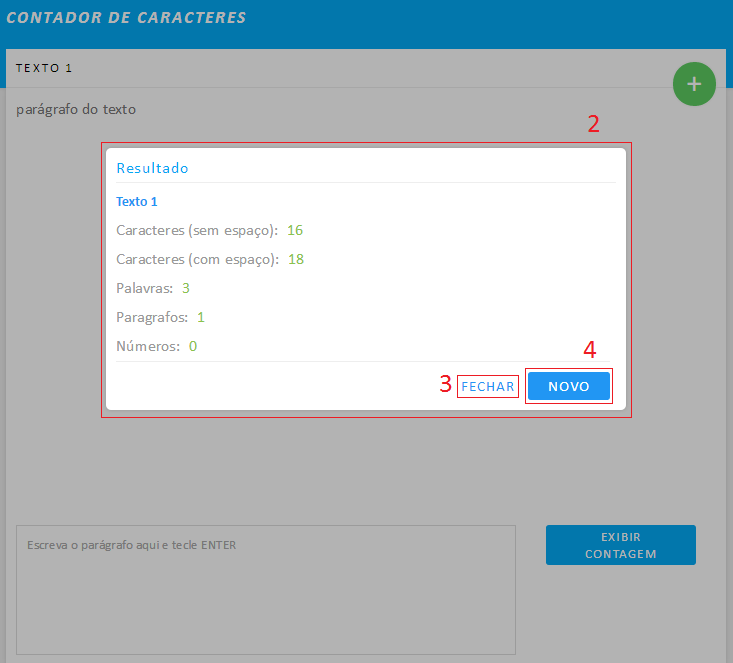 CONTADOR DE CARACTERES
TEXTO 1
+
parágrafo do texto
2
Resultado
Texto 1
Caracteres (sem espaço): 16
Caracteres (com espaço): 18
Palavras: 3
Paragrafos: 1
Números: 0
4
3 FECHAR NOVO
Escreva o parágrafo aqui e tecle ENTER
EXIBIR
CONTAGEM